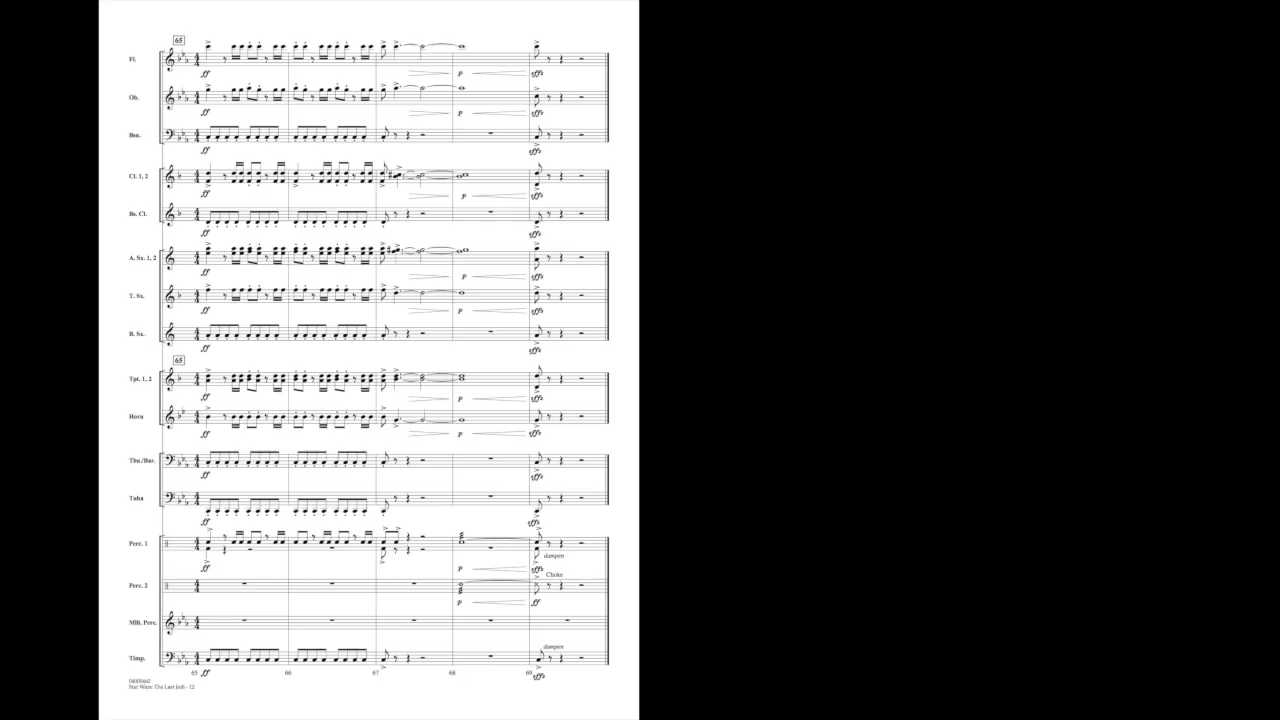 65
Fl.
ff
p
sffz
Ob.
ff
p
sffz
Bsn.
ff
sffz
Cl. 1, 2
ff
p
sffz
Bs. Cl.
ff
sffz
A. Sx. 1, 2
ff
p
sffz
T. Sx.
ff
p
sffz
B. Sx.
ff
sffz
65
Tpt. 1, 2
ff
p
sffz
Horn
ff
p
sffz
Tbn./Bar.
ff
sffz
Tuba
ff
sffz
Perc. 1
dampen
ff
p
sffz
Choke
Perc. 2
p
ff
Mlt. Perc.
dampen
Timp.
65 ff 66 67 68 69 sffz
Star Wars: The Last Jedi - 12